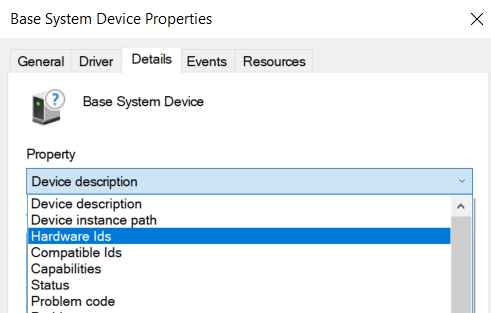 Base System Device Properties
General Driver Details Events Resources
Base System Device
Property
Device description
Device description
Device instance path
Hardware Ids
Compatible Ids
Capabilities
Status
Problem code